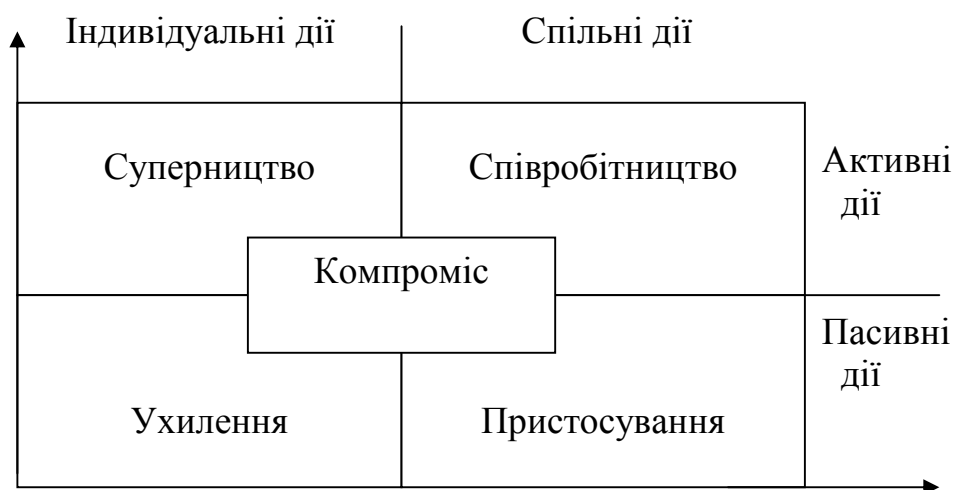 Індивідуальні дії
Спільні дії
Суперництво
Співробітництво
Активні
дії
Компроміс
Пасивні
дії
Ухилення
Пристосування